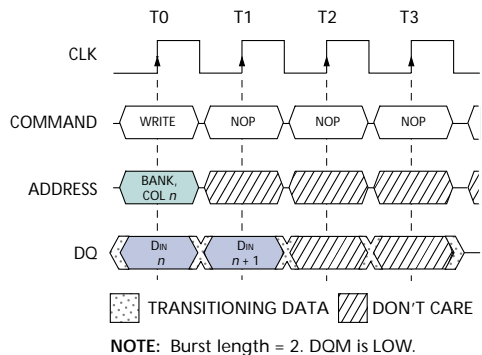 T0 T1 T2 T3
CLK
COMMAND WRITE NOP NOP NOP
ADDRESS BANK, COL n
DQ DIN n DIN n + 1
TRANSITIONING DATA DON'T CARE
NOTE: Burst length = 2. DQM is LOW.